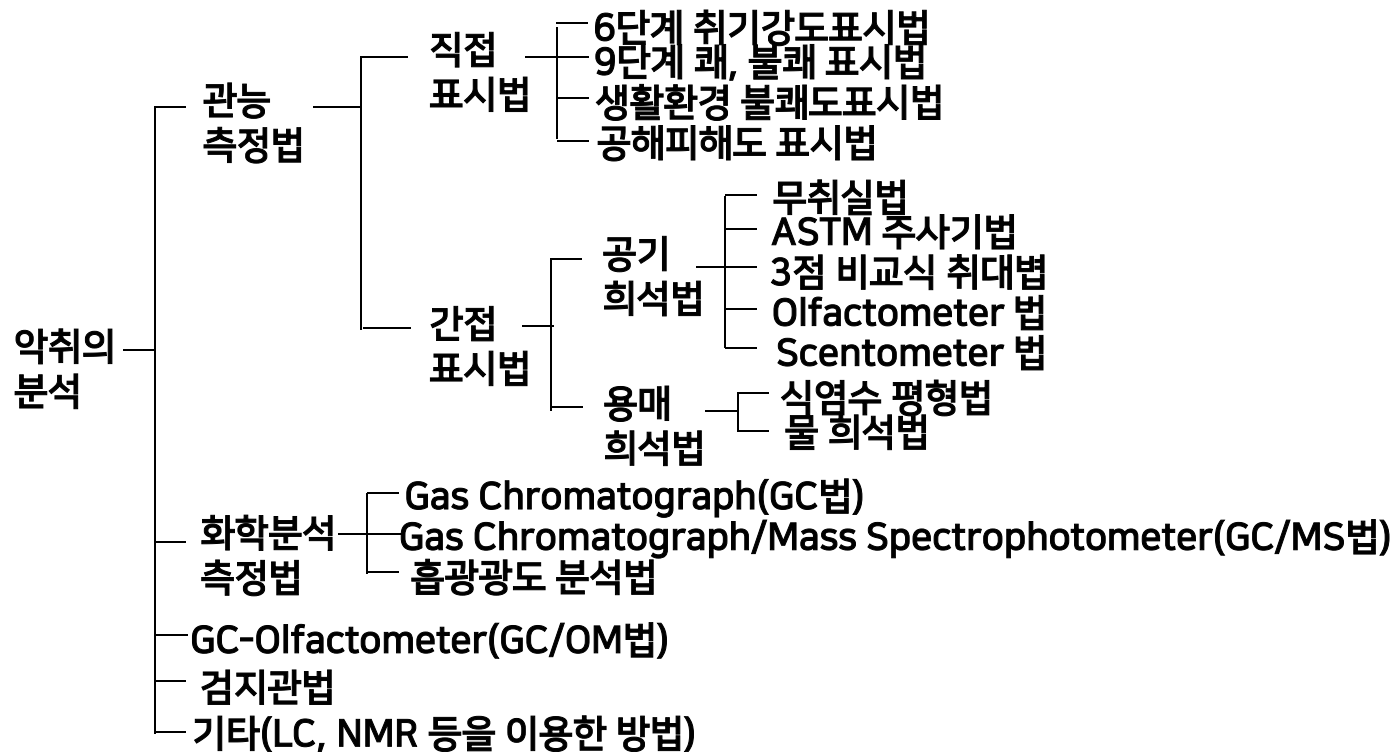 악취의
분석
관능
측정법
직접
표시법
6단계 취기강도표시법
9단계 쾌, 불쾌 표시법
생활환경 불쾌도표시법
공해피해도 표시법
간접
표시법
공기
희석법
무취실법
ASTM 주사기법
3점 비교식 취대볍
Olfactometer 법
Scentometer 법
용매
희석법
식염수 평형법
물 희석법
화학분석
측정법
Gas Chromatograph(GC법)
Gas Chromatograph/Mass Spectrophotometer(GC/MS법)
흡광광도 분석법
GC-Olfactometer(GC/OM법)
검지관법
기타(LC, NMR 등을 이용한 방법)